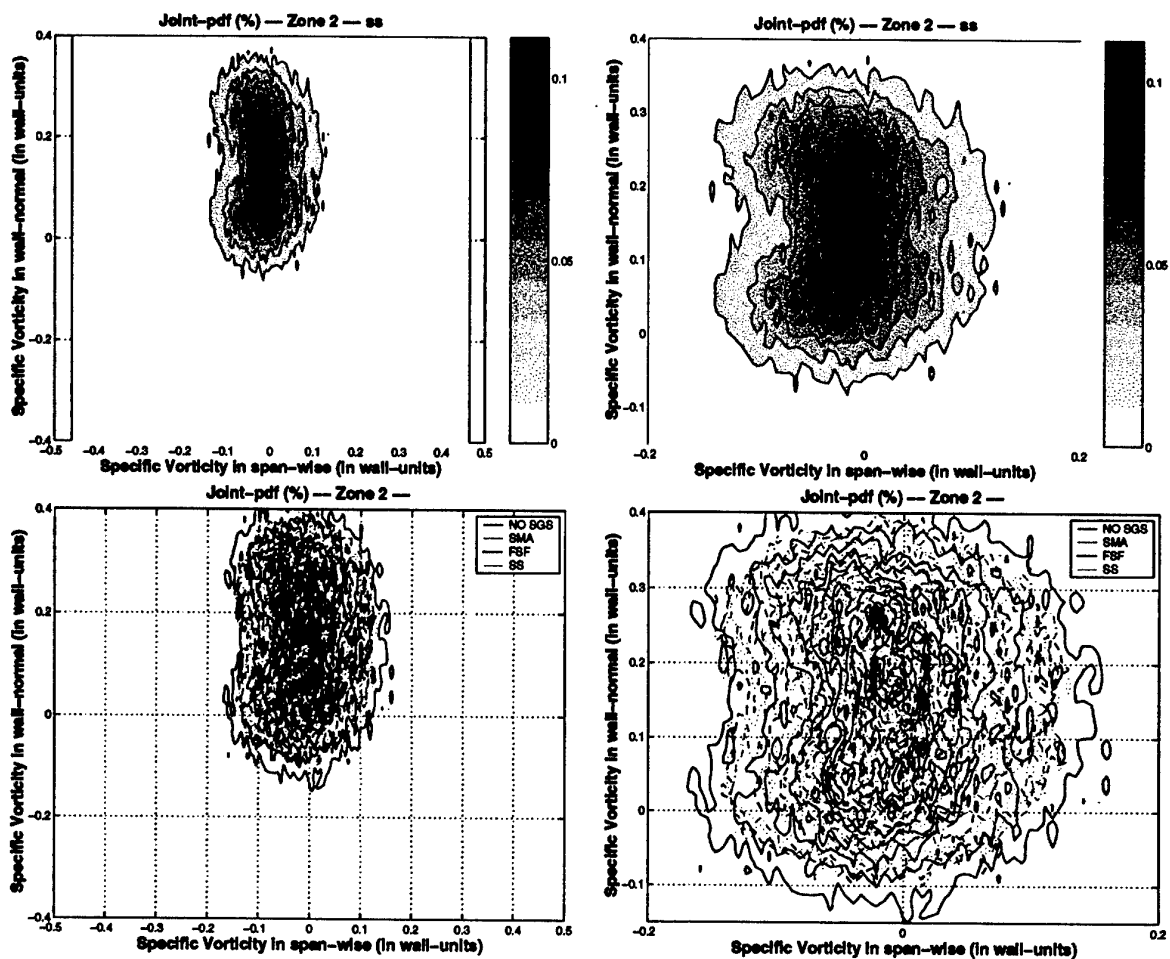 Joint-pdf (%) — Zone 2 — ss
Specific Vorticity in wall-normal (in wall-units)
0.4
0.2
0
-0.2
-0.4
-0.5
-0.4
-0.3
-0.2
-0.1
0
0.1
0.2
0.3
0.4
0.5
Specific Vorticity in span-wise (in wall-units)
0.1
0.05
0
Joint-pdf (%) — Zone 2 — ss
Specific Vorticity in wall-normal (in wall-units)
0.4
0.3
0.2
0.1
0
-0.1
-0.2
0
0.2
Specific Vorticity in span-wise (in wall-units)
0.1
0.05
0
Joint-pdf (%) — Zone 2 —
Specific Vorticity in wall-normal (in wall-units)
0.4
0.2
0
-0.2
-0.4
-0.5
-0.4
-0.3
-0.2
-0.1
0
0.1
0.2
0.3
0.4
0.5
Specific Vorticity in span-wise (in wall-units)
NO SGS
SMA
FSF
SS
Joint-pdf (%) — Zone 2 —
Specific Vorticity in wall-normal (in wall-units)
0.4
0.3
0.2
0.1
0
-0.1
-0.2
0
0.2
Specific Vorticity in span-wise (in wall-units)
NO SGS
SMA
FSF
SS